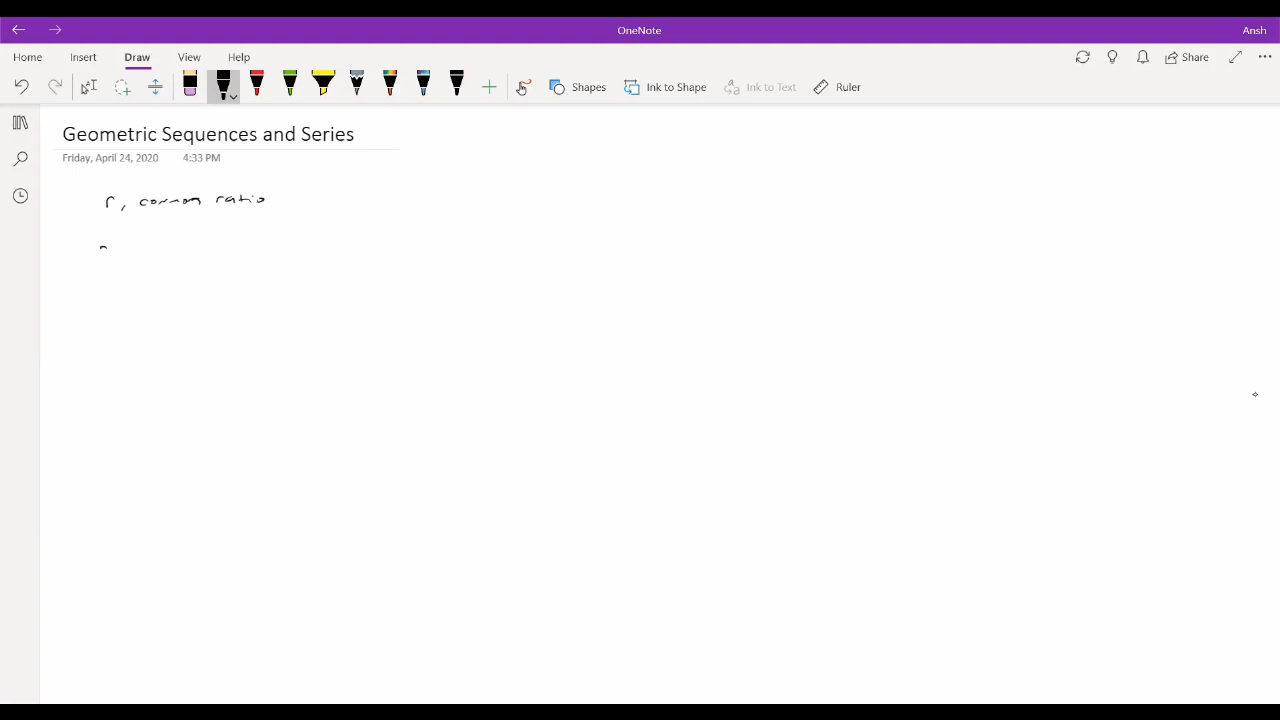 OneNote
Ansh
Home Insert Draw View Help
Share
Shapes Ink to Shape Ink to Text Ruler
Geometric Sequences and Series
Friday, April 24, 2020 4:33 PM
r, common ratio